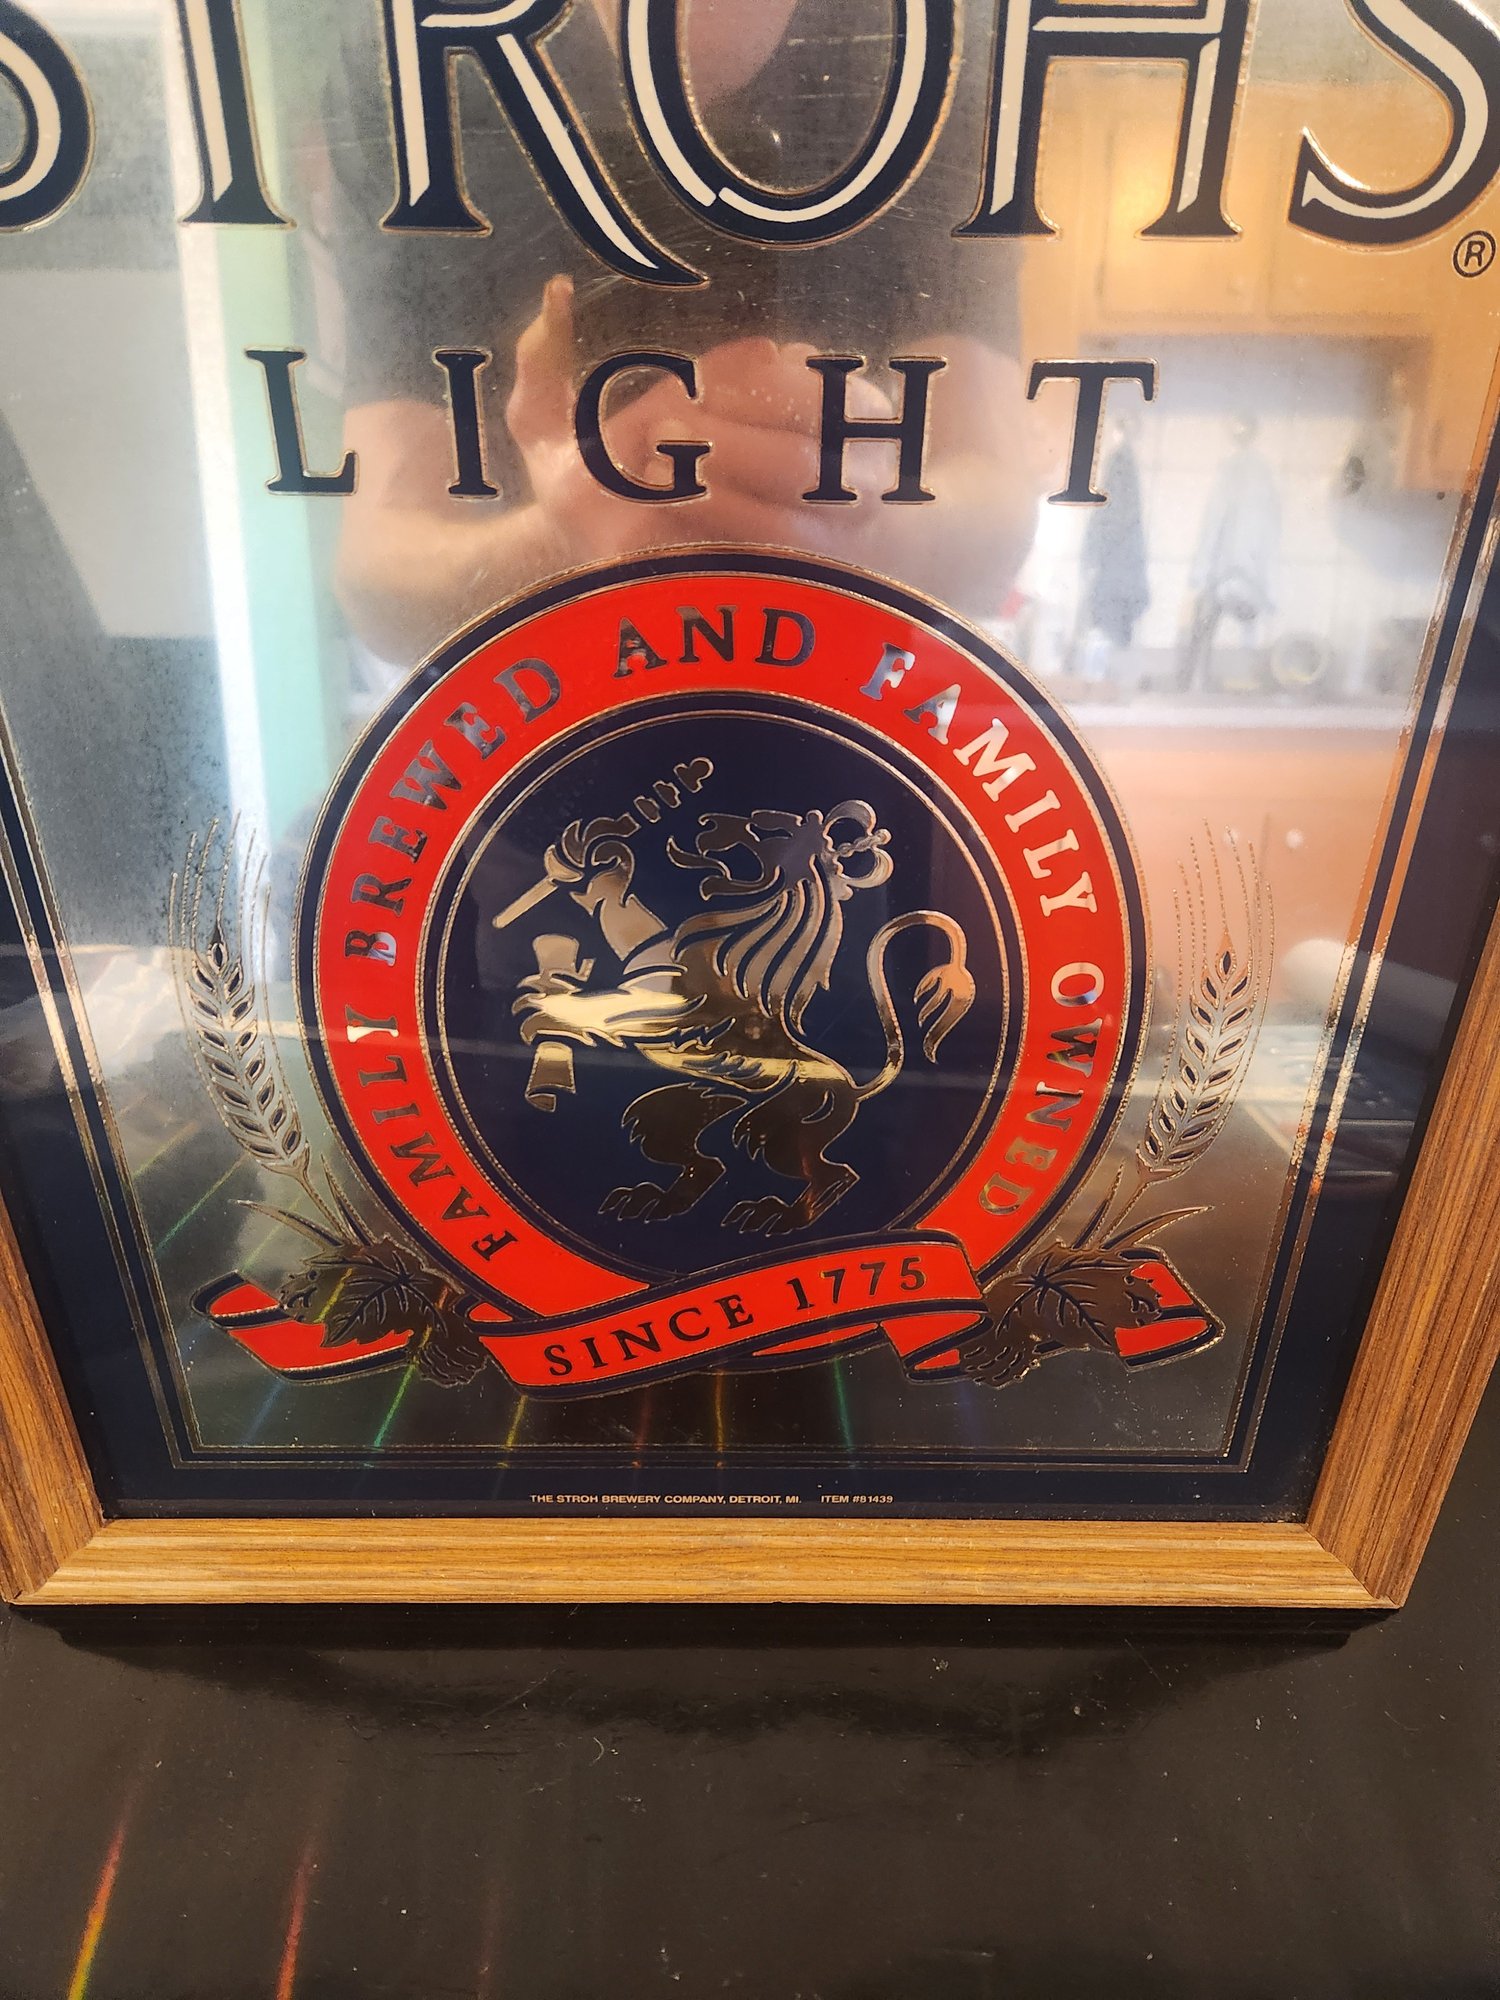 STROHS
®
LIGHT
FAMILY BREWED AND FAMILY OWNED
SINCE 1775
THE STROH BREWERY COMPANY, DETROIT, MI. ITEM #81439